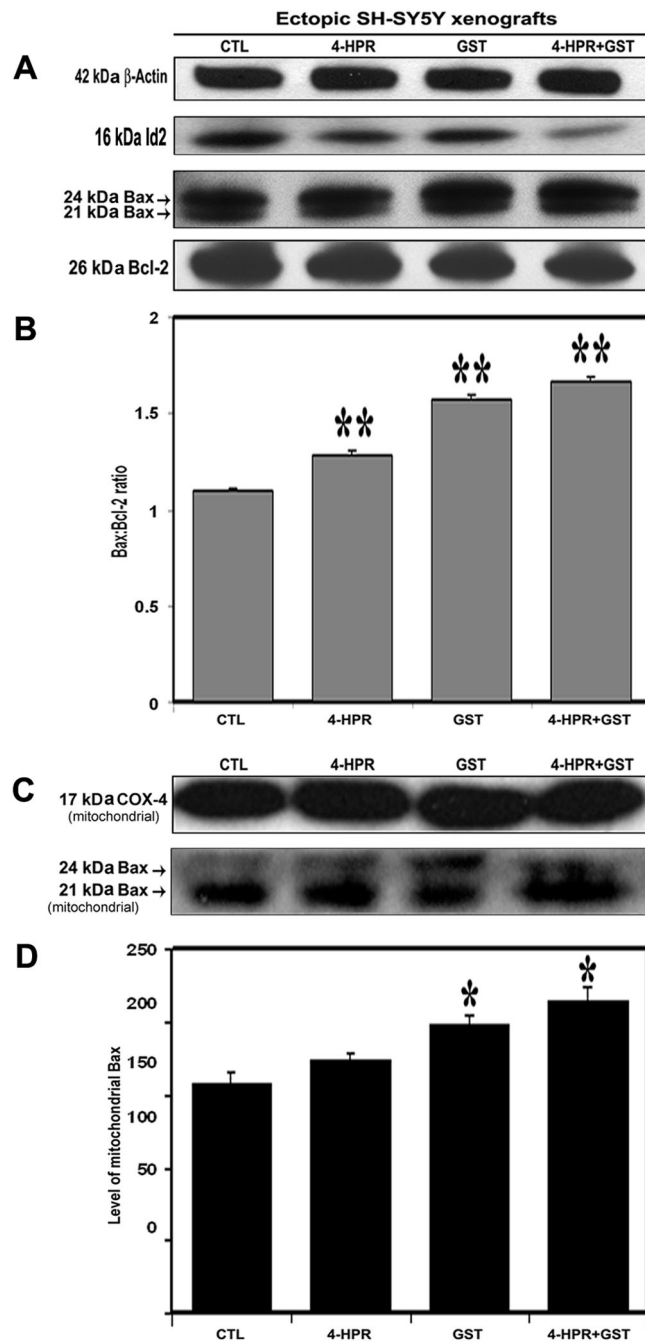 Ectopic SH-SY5Y xenografts
CTL 4-HPR GST 4-HPR+GST
A
42 kDa β-Actin
16 kDa Id2
24 kDa Bax →
21 kDa Bax →
26 kDa Bcl-2
B
2
1.5
1
0.5
0
Bax:Bcl-2 ratio
** ** **
CTL 4-HPR GST 4-HPR+GST
CTL 4-HPR GST 4-HPR+GST
C
17 kDa COX-4
(mitochondrial)
24 kDa Bax →
21 kDa Bax →
(mitochondrial)
D
250
200
150
100
50
0
Level of mitochondrial Bax
* *
CTL 4-HPR GST 4-HPR+GST